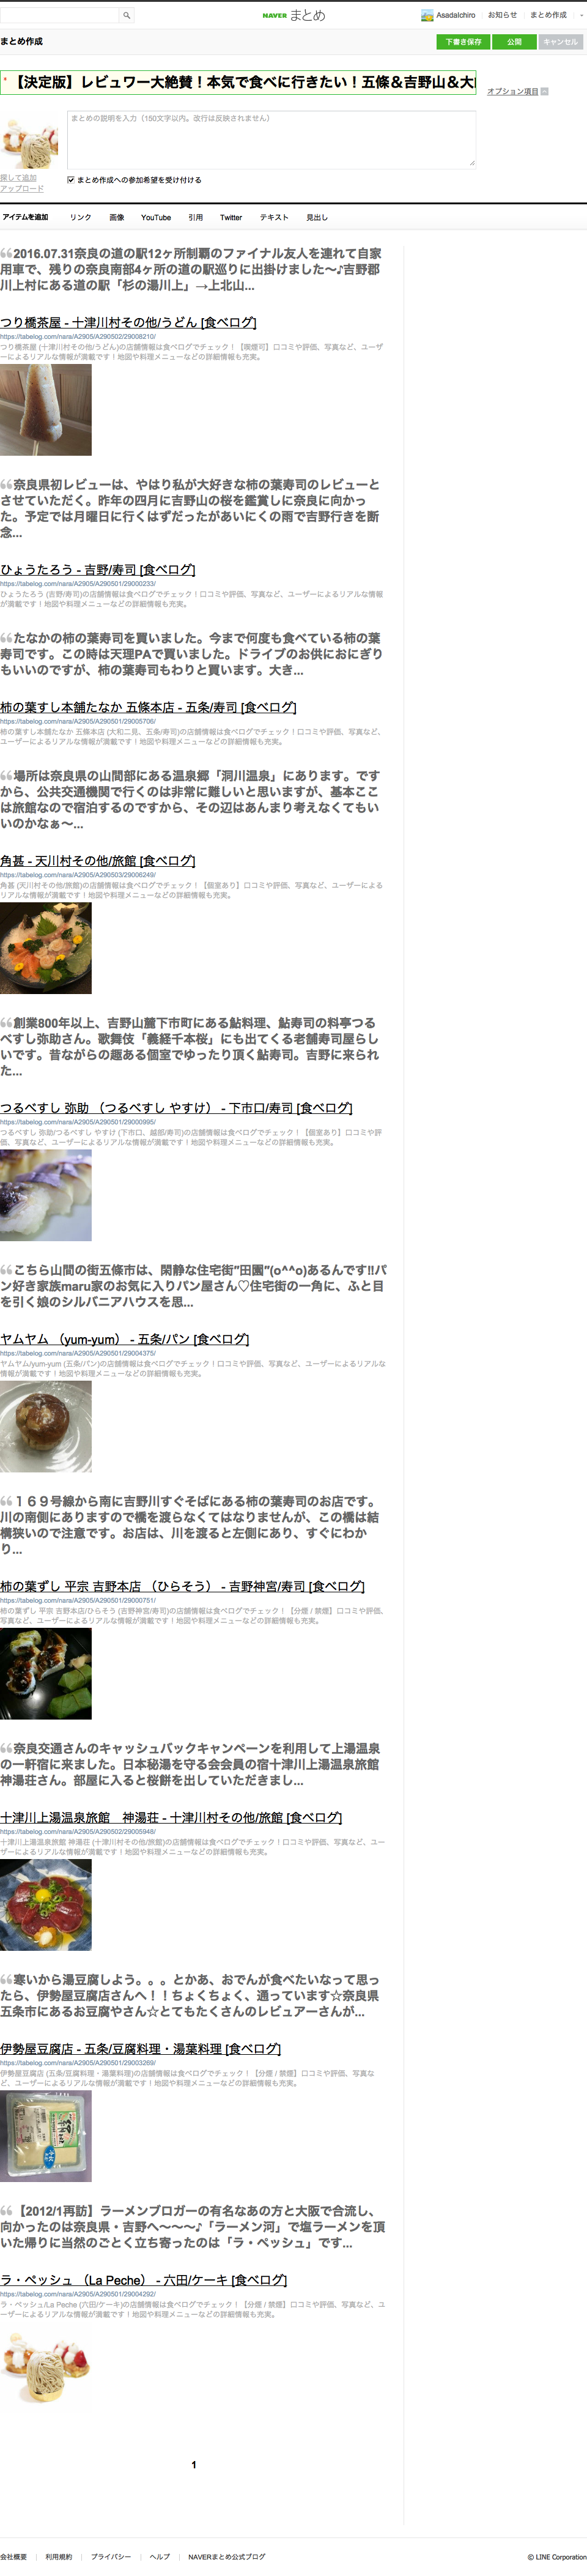 NAVER まとめ
AsadaIchiro お知らせ まとめ作成
まとめ作成
下書き保存 公開 キャンセル
* 【決定版】レビュワー大絶賛！本気で食べに行きたい！五條＆吉野山＆大
オプション項目
まとめの説明を入力（150文字以内。改行は反映されません）
探して追加
アップロード
まとめ作成への参加希望を受け付ける
アイテムを追加 リンク 画像 YouTube 引用 Twitter テキスト 見出し
2016.07.31奈良の道の駅12ヶ所制覇のファイナル友人を連れて自家
用車で、残りの奈良南部4ヶ所の道の駅巡りに出掛けました〜♪吉野郡
川上村にある道の駅「杉の湯川上」→上北山...
つり橋茶屋 - 十津川村その他/うどん [食べログ]
https://tabelog.com/nara/A2905/A290502/29008210/
つり橋茶屋 (十津川村その他/うどん)の店舗情報は食べログでチェック！【喫煙可】口コミや評価、写真など、ユーザ
ーによるリアルな情報が満載です！地図や料理メニューなどの詳細情報も充実。
奈良県初レビューは、やはり私が大好きな柿の葉寿司のレビューと
させていただく。昨年の四月に吉野山の桜を鑑賞しに奈良に向かっ
た。予定では月曜日に行くはずだったがあいにくの雨で吉野行きを断
念...
ひょうたろう - 吉野/寿司 [食べログ]
https://tabelog.com/nara/A2905/A290501/29000233/
ひょうたろう (吉野/寿司)の店舗情報は食べログでチェック！口コミや評価、写真など、ユーザーによるリアルな情報
が満載です！地図や料理メニューなどの詳細情報も充実。
たなかの柿の葉寿司を買いました。今まで何度も食べている柿の葉
寿司です。この時は天理PAで買いました。ドライブのお供におにぎり
もいいのですが、柿の葉寿司もわりと買います。大き...
柿の葉すし本舗たなか 五條本店 - 五条/寿司 [食べログ]
https://tabelog.com/nara/A2905/A290501/29005706/
柿の葉すし本舗たなか 五條本店 (大和二見、五条/寿司)の店舗情報は食べログでチェック！口コミや評価、写真など、
ユーザーによるリアルな情報が満載です！地図や料理メニューなどの詳細情報も充実。
場所は奈良県の山間部にある温泉郷「洞川温泉」にあります。です
から、公共交通機関で行くのは非常に難しいと思いますが、基本ここ
は旅館なので宿泊するのですから、その辺はあんまり考えなくてもい
いのかなぁ〜...
角甚 - 天川村その他/旅館 [食べログ]
https://tabelog.com/nara/A2905/A290503/29006249/
角甚 (天川村その他/旅館)の店舗情報は食べログでチェック！【個室あり】口コミや評価、写真など、ユーザーによる
リアルな情報が満載です！地図や料理メニューなどの詳細情報も充実。
創業800年以上、吉野山麓下市町にある鮎料理、鮎寿司の料亭つる
べすし弥助さん。歌舞伎「義経千本桜」にも出てくる老舗寿司屋らし
いです。昔ながらの趣ある個室でゆったり頂く鮎寿司。吉野に来られ
た...
つるべすし 弥助 （つるべすし やすけ） - 下市口/寿司 [食べログ]
https://tabelog.com/nara/A2905/A290501/29000995/
つるべすし 弥助/つるべすし やすけ (下市口、越部/寿司)の店舗情報は食べログでチェック！【個室あり】口コミや評
価、写真など、ユーザーによるリアルな情報が満載です！地図や料理メニューなどの詳細情報も充実。
こちら山間の街五條市は、閑静な住宅街”田園”(o^^o)あるんです!!パ
ン好き家族maru家のお気に入りパン屋さん♡住宅街の一角に、ふと目
を引く娘のシルバニアハウスを思...
ヤムヤム （yum-yum） - 五条/パン [食べログ]
https://tabelog.com/nara/A2905/A290501/29004375/
ヤムヤム/yum-yum (五条/パン)の店舗情報は食べログでチェック！口コミや評価、写真など、ユーザーによるリアルな
情報が満載です！地図や料理メニューなどの詳細情報も充実。
１６９号線から南に吉野川すぐそばにある柿の葉寿司のお店です。
川の南側にありますので橋を渡らなくてはなりませんが、この橋は結
構狭いので注意です。お店は、川を渡ると左側にあり、すぐにわか
り...
柿の葉ずし 平宗 吉野本店 （ひらそう） - 吉野神宮/寿司 [食べログ]
https://tabelog.com/nara/A2905/A290501/29000751/
柿の葉ずし 平宗 吉野本店/ひらそう (吉野神宮/寿司)の店舗情報は食べログでチェック！【分煙 / 禁煙】口コミや評価、
写真など、ユーザーによるリアルな情報が満載です！地図や料理メニューなどの詳細情報も充実。
奈良交通さんのキャッシュバックキャンペーンを利用して上湯温泉
の一軒宿に来ました。日本秘湯を守る会会員の宿十津川上湯温泉旅館
神湯荘さん。部屋に入ると桜餅を出していただきまし...
十津川上湯温泉旅館　神湯荘 - 十津川村その他/旅館 [食べログ]
https://tabelog.com/nara/A2905/A290502/29005948/
十津川上湯温泉旅館 神湯荘 (十津川村その他/旅館)の店舗情報は食べログでチェック！口コミや評価、写真など、ユー
ザーによるリアルな情報が満載です！地図や料理メニューなどの詳細情報も充実。
寒いから湯豆腐しよう。。。とかあ、おでんが食べたいなって思っ
たら、伊勢屋豆腐店さんへ！！ちょくちょく、通っています☆奈良県
五条市にあるお豆腐やさん☆とてもたくさんのレビュアーさんが...
伊勢屋豆腐店 - 五条/豆腐料理・湯葉料理 [食べログ]
https://tabelog.com/nara/A2905/A290501/29003269/
伊勢屋豆腐店 (五条/豆腐料理・湯葉料理)の店舗情報は食べログでチェック！【分煙 / 禁煙】口コミや評価、写真な
ど、ユーザーによるリアルな情報が満載です！地図や料理メニューなどの詳細情報も充実。
【2012/1再訪】ラーメンブロガーの有名なあの方と大阪で合流し、
向かったのは奈良県・吉野へ〜〜〜♪「ラーメン河」で塩ラーメンを頂
いた帰りに当然のごとく立ち寄ったのは「ラ・ペッシュ」です...
ラ・ペッシュ （La Peche） - 六田/ケーキ [食べログ]
https://tabelog.com/nara/A2905/A290501/29004292/
ラ・ペッシュ/La Peche (六田/ケーキ)の店舗情報は食べログでチェック！【分煙 / 禁煙】口コミや評価、写真など、ユ
ーザーによるリアルな情報が満載です！地図や料理メニューなどの詳細情報も充実。
1
会社概要 利用規約 プライバシー ヘルプ NAVERまとめ公式ブログ
© LINE Corporation